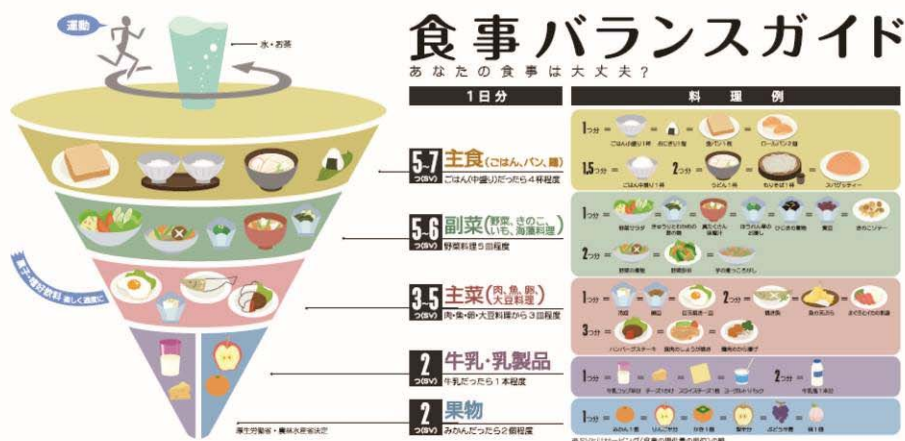 食事バランスガイド
あなたの食事は大丈夫?
運動
水・お茶
菓子・嗜好飲料 楽しく適度に
厚生労働省・農林水産省決定
1日分
料理例
5~7 つ(SV)
主食(ごはん、パン、麺)
ごはん(中盛り)だったら4杯程度
5~6 つ(SV)
副菜(野菜、きのこ、いも、海藻料理)
野菜料理5皿程度
3~5 つ(SV)
主菜(肉、魚、卵、大豆料理)
肉・魚・卵・大豆料理から3皿程度
2 つ(SV)
牛乳・乳製品
牛乳だったら1本程度
2 つ(SV)
果物
みかんだったら2個程度
1つ分 = ごはん小盛り1杯 = おにぎり1個 = 食パン1枚 = ロールパン2個
1.5つ分 = ごはん中盛り1杯 2つ分 = うどん1杯 = もりそば1杯 = スパゲッティー
1つ分 = 野菜サラダ = きゅうりとわかめの酢の物 = 具たくさん味噌汁 = ほうれん草のお浸し = ひじきの煮物 = 煮豆 = きのこソテー
2つ分 = 野菜の煮物 = 野菜炒め = 芋の煮っころがし
1つ分 = 冷奴 = 納豆 = 目玉焼き一皿 2つ分 = 焼き魚 = 魚の天ぷら = まぐろとイカの刺身
3つ分 = ハンバーグステーキ = 豚肉のしょうが焼き = 鶏肉のから揚げ
1つ分 = 牛乳コップ半分 = チーズ1かけ = スライスチーズ1枚 = ヨーグルト1パック 2つ分 = 牛乳瓶1本分
1つ分 = みかん1個 = りんご半分 = かき1個 = 梨半分 = ぶどう半房 = 桃1個